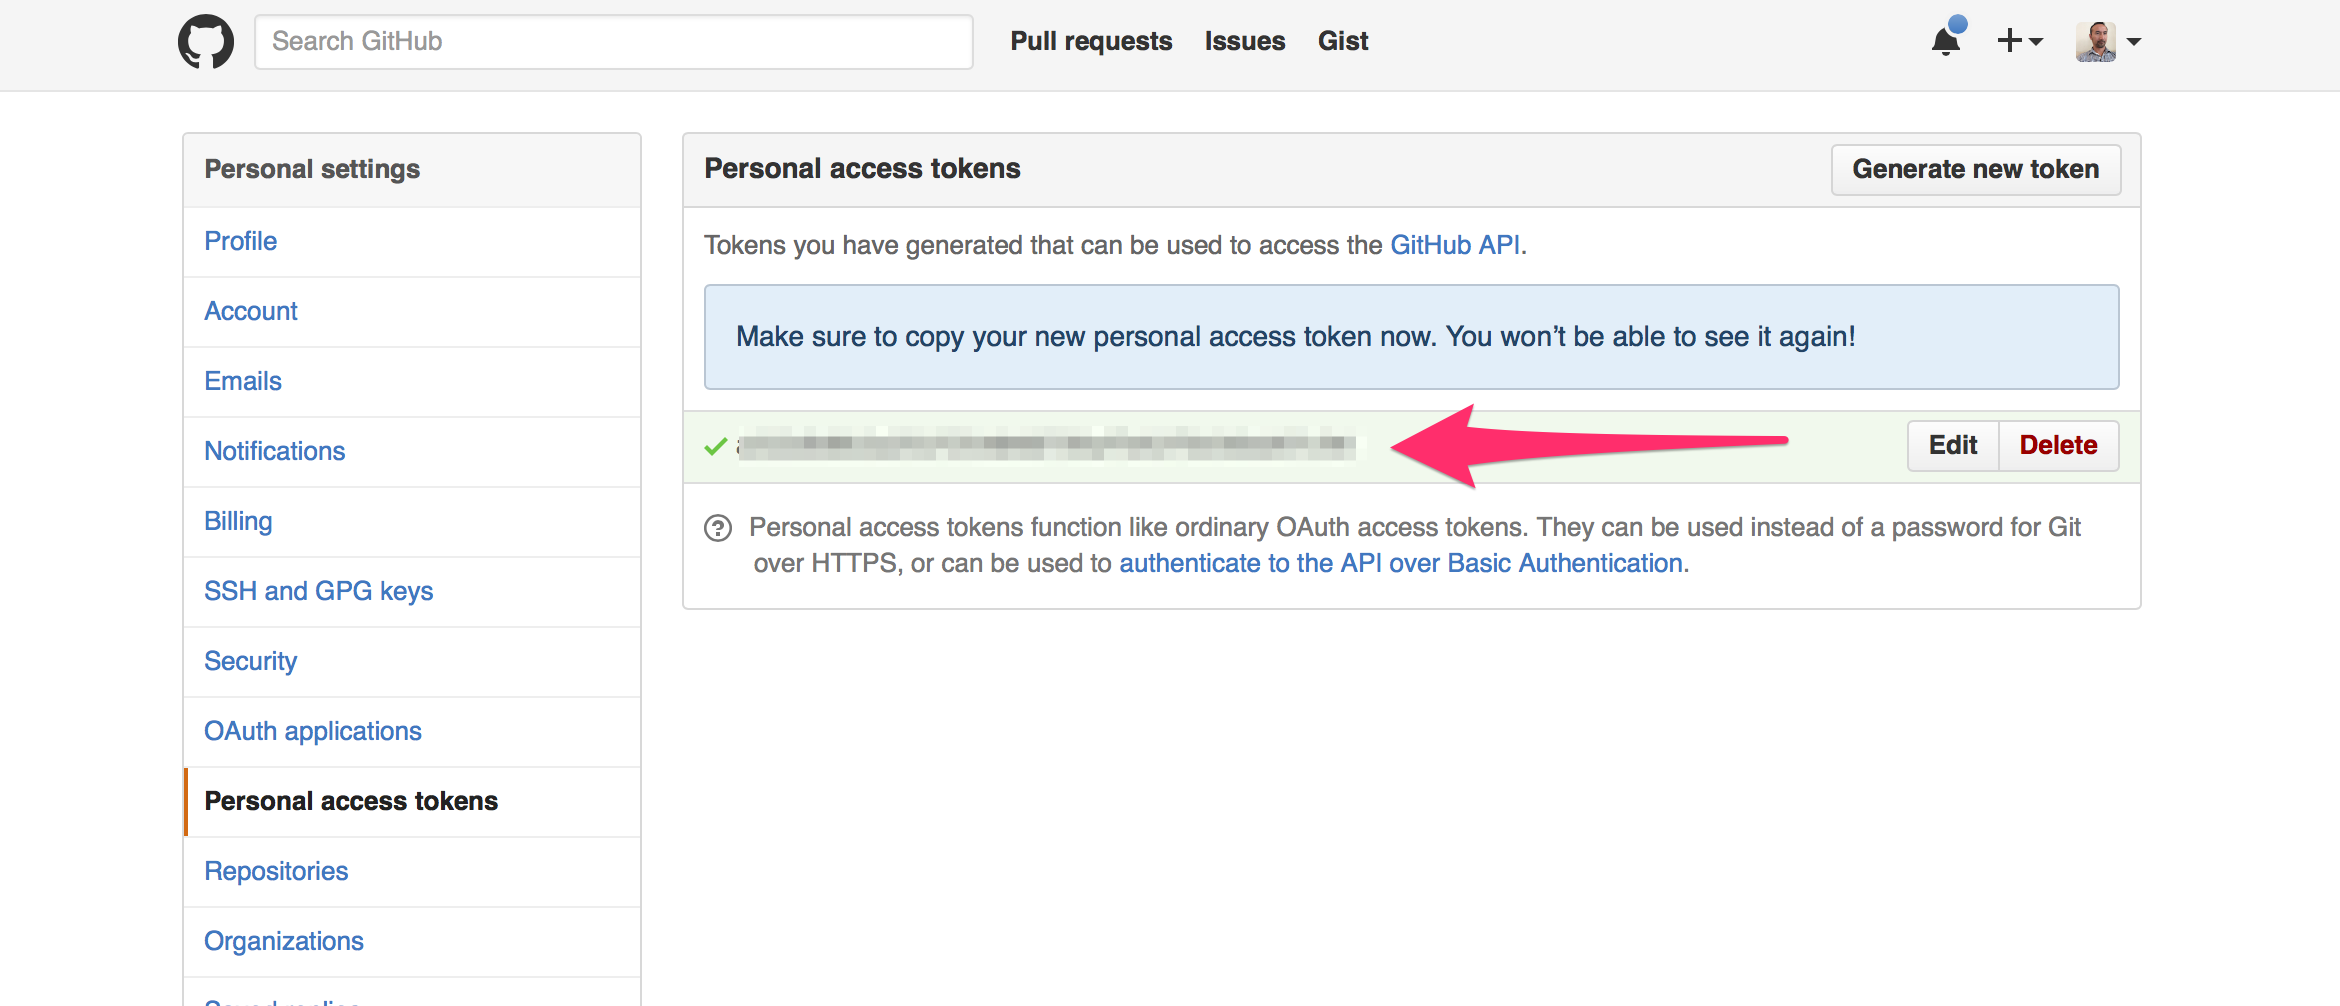 Search GitHub
Pull requests Issues Gist
Personal settings
Profile
Account
Emails
Notifications
Billing
SSH and GPG keys
Security
OAuth applications
Personal access tokens
Repositories
Organizations
Personal access tokens
Generate new token
Tokens you have generated that can be used to access the GitHub API.
Make sure to copy your new personal access token now. You won’t be able to see it again!
Edit Delete
Personal access tokens function like ordinary OAuth access tokens. They can be used instead of a password for Git
over HTTPS, or can be used to authenticate to the API over Basic Authentication.